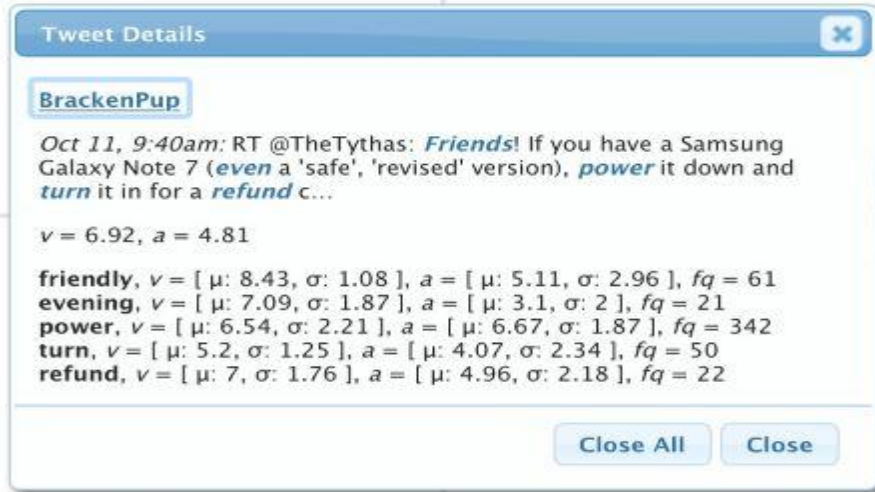 Tweet Details
BrackenPup
Oct 11, 9:40am: RT @TheTythas: Friends! If you have a Samsung
Galaxy Note 7 (even a 'safe', 'revised' version), power it down and
turn it in for a refund c...
v = 6.92, a = 4.81
friendly, v = [ μ: 8.43, σ: 1.08 ], a = [ μ: 5.11, σ: 2.96 ], fq = 61
evening, v = [ μ: 7.09, σ: 1.87 ], a = [ μ: 3.1, σ: 2 ], fq = 21
power, v = [ μ: 6.54, σ: 2.21 ], a = [ μ: 6.67, σ: 1.87 ], fq = 342
turn, v = [ μ: 5.2, σ: 1.25 ], a = [ μ: 4.07, σ: 2.34 ], fq = 50
refund, v = [ μ: 7, σ: 1.76 ], a = [ μ: 4.96, σ: 2.18 ], fq = 22
Close All Close